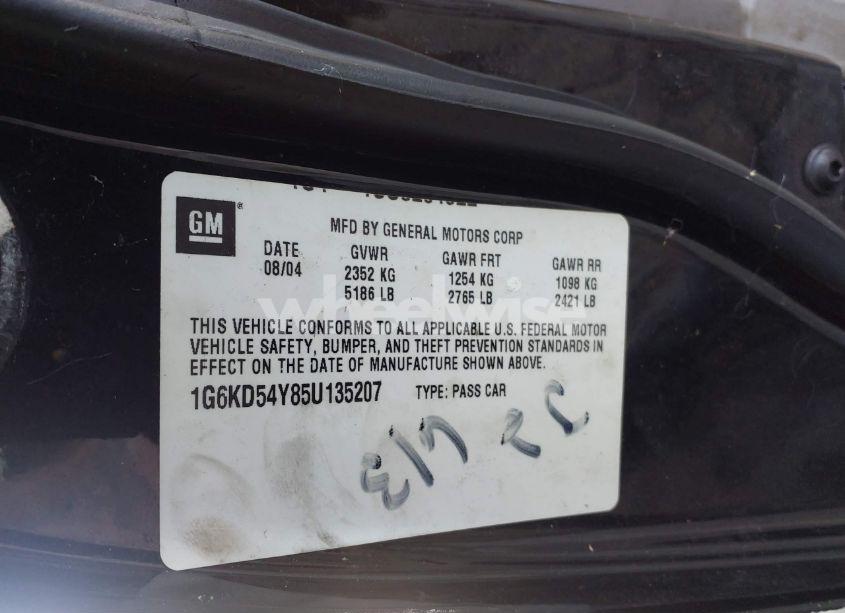 GM
MFD BY GENERAL MOTORS CORP
DATE GVWR GAWR FRT GAWR RR
08/04 2352 KG 1254 KG 1098 KG
5186 LB 2765 LB 2421 LB
wheelwise
THIS VEHICLE CONFORMS TO ALL APPLICABLE U.S. FEDERAL MOTOR
VEHICLE SAFETY, BUMPER, AND THEFT PREVENTION STANDARDS IN
EFFECT ON THE DATE OF MANUFACTURE SHOWN ABOVE.
1G6KD54Y85U135207 TYPE: PASS CAR